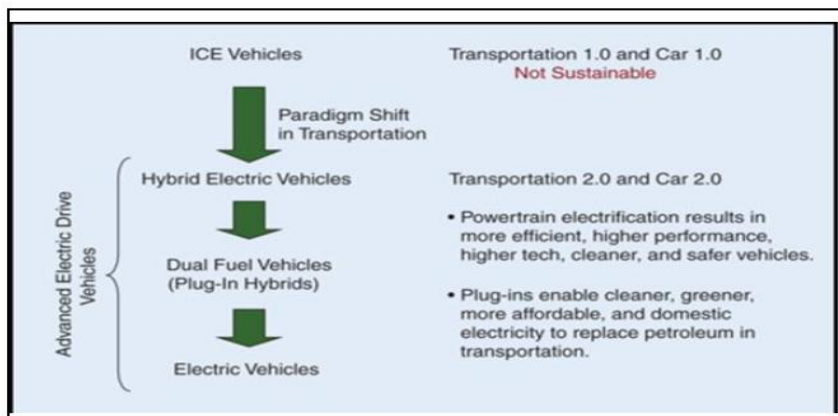 ICE Vehicles
Transportation 1.0 and Car 1.0
Not Sustainable
Paradigm Shift
in Transportation
Advanced Electric Drive
Vehicles
Hybrid Electric Vehicles
Transportation 2.0 and Car 2.0
• Powertrain electrification results in
more efficient, higher performance,
higher tech, cleaner, and safer vehicles.
Dual Fuel Vehicles
(Plug-In Hybrids)
• Plug-ins enable cleaner, greener,
more affordable, and domestic
electricity to replace petroleum in
transportation.
Electric Vehicles